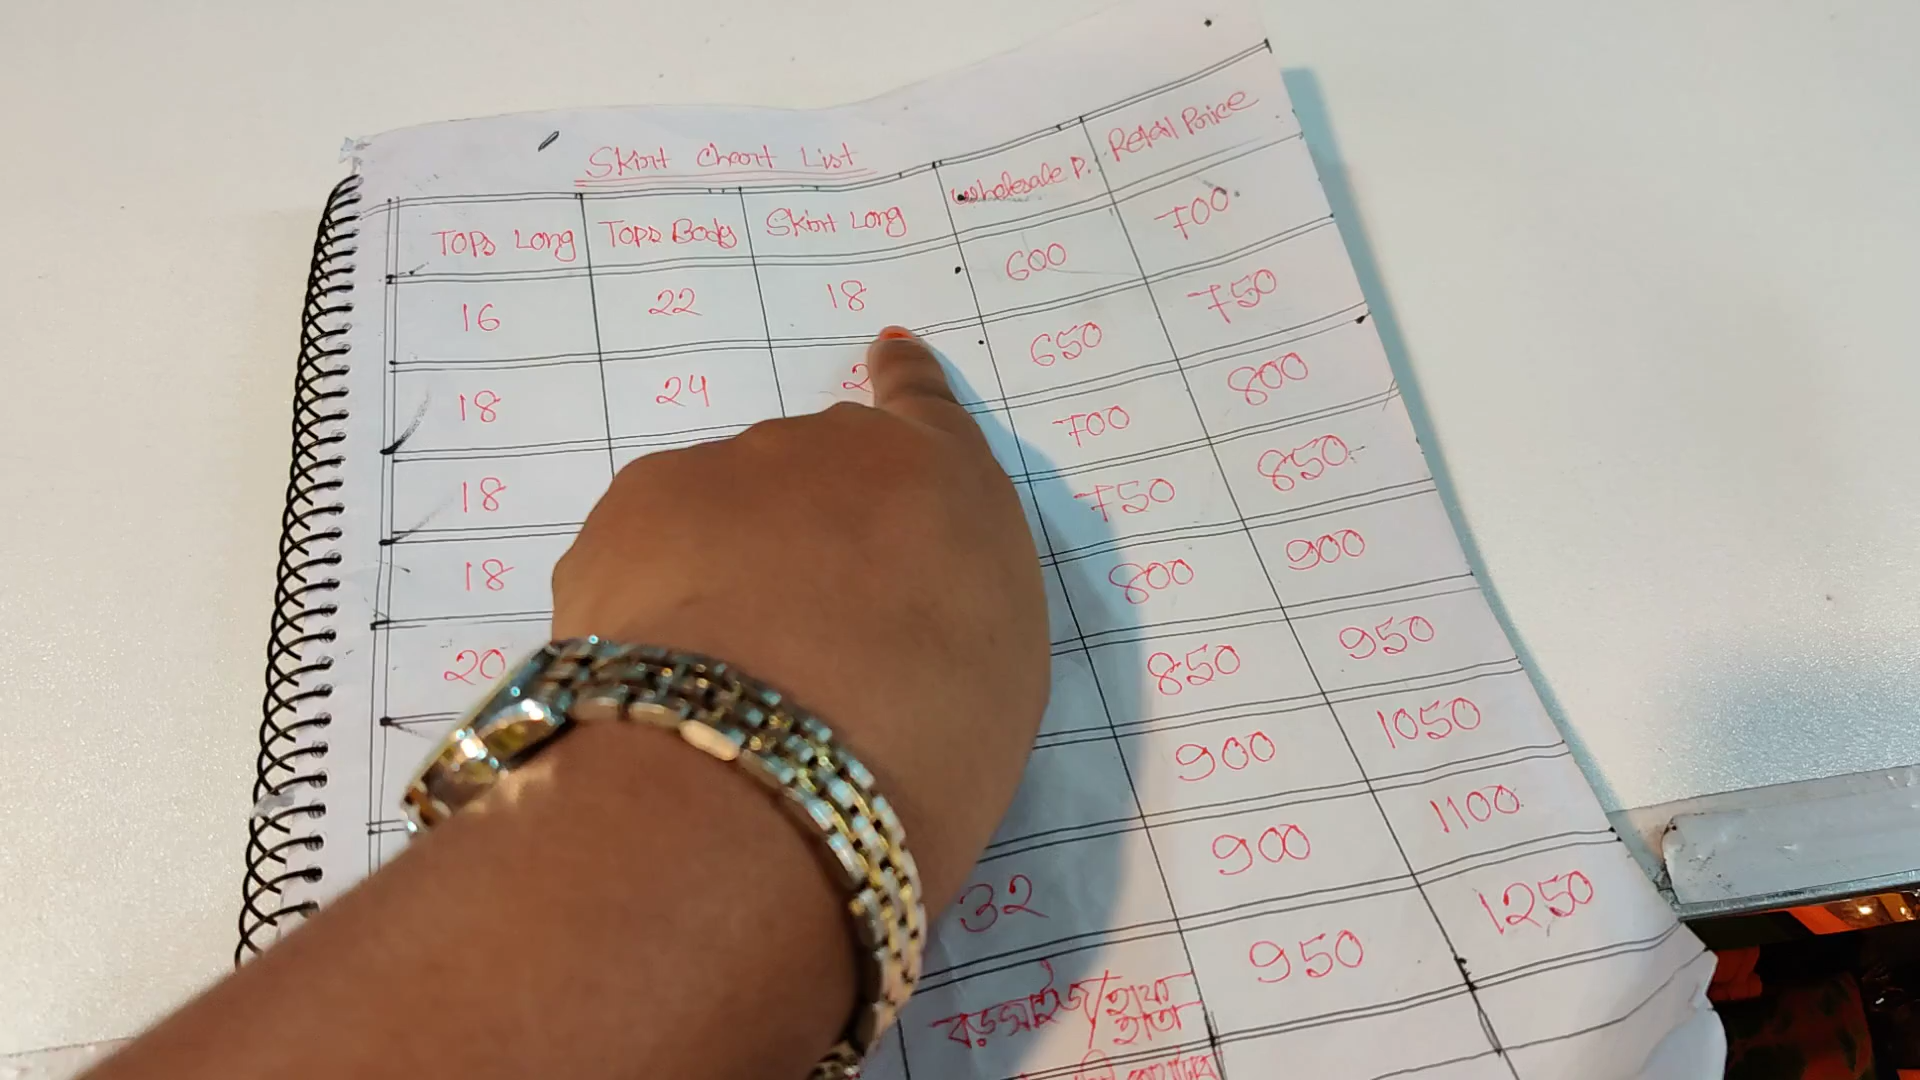 Skirt Chart List
Tops Long Tops Body Skirt Long Wholesale P. Retail Price
16 22 18 600 700
18 24 650 750
18 700 800
18 750 850
20 800 900
850 950
900 1050
32 900 1100
950 1250
বড় সাইজ/হাফ
হাতা